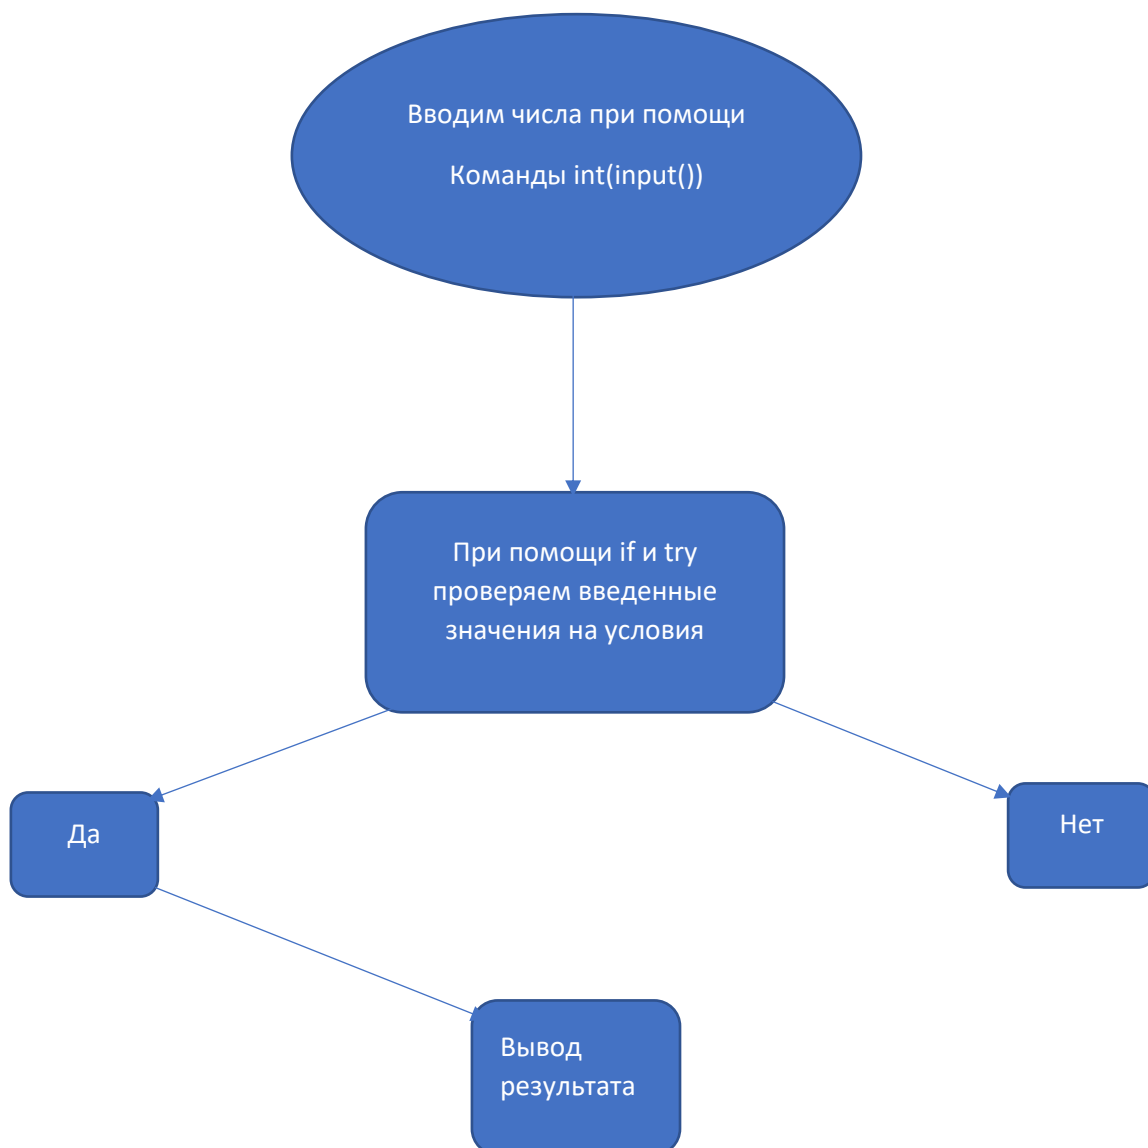 Вводим числа при помощи
Команды int(input())
При помощи if и try
проверяем введенные
значения на условия
Да
Нет
Вывод
результата